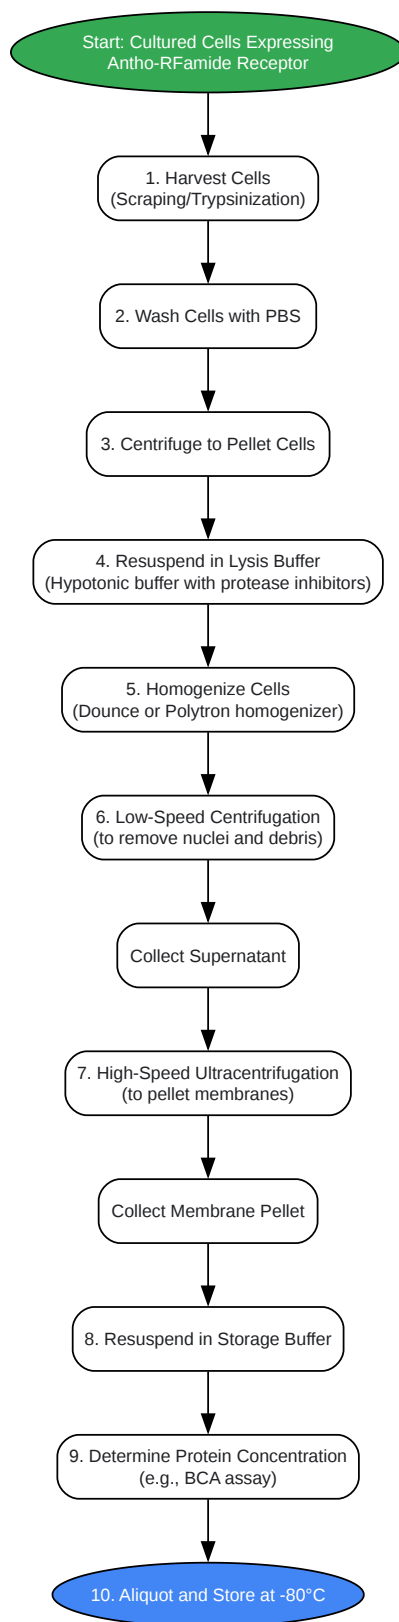 Start: Cultured Cells Expressing
Antho-RFamide Receptor
1. Harvest Cells
(Scraping/Trypsinization)
2. Wash Cells with PBS
3. Centrifuge to Pellet Cells
4. Resuspend in Lysis Buffer
(Hypotonic buffer with protease inhibitors)
5. Homogenize Cells
(Dounce or Polytron homogenizer)
6. Low-Speed Centrifugation
(to remove nuclei and debris)
Collect Supernatant
7. High-Speed Ultracentrifugation
(to pellet membranes)
Collect Membrane Pellet
8. Resuspend in Storage Buffer
9. Determine Protein Concentration
(e.g., BCA assay)
10. Aliquot and Store at -80°C